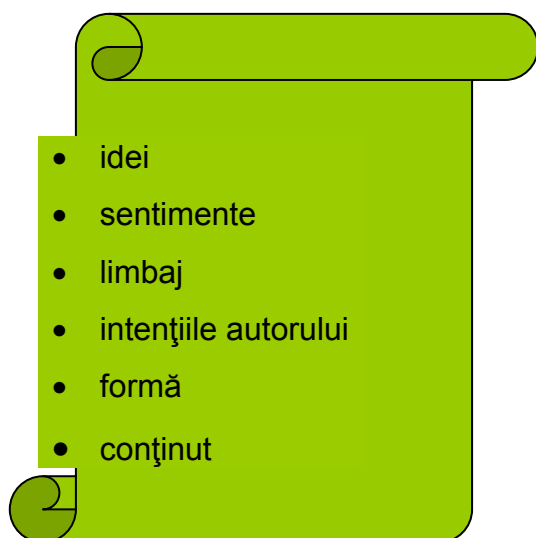 • idei
• sentimente
• limbaj
• intenţiile autorului
• formă
• conţinut